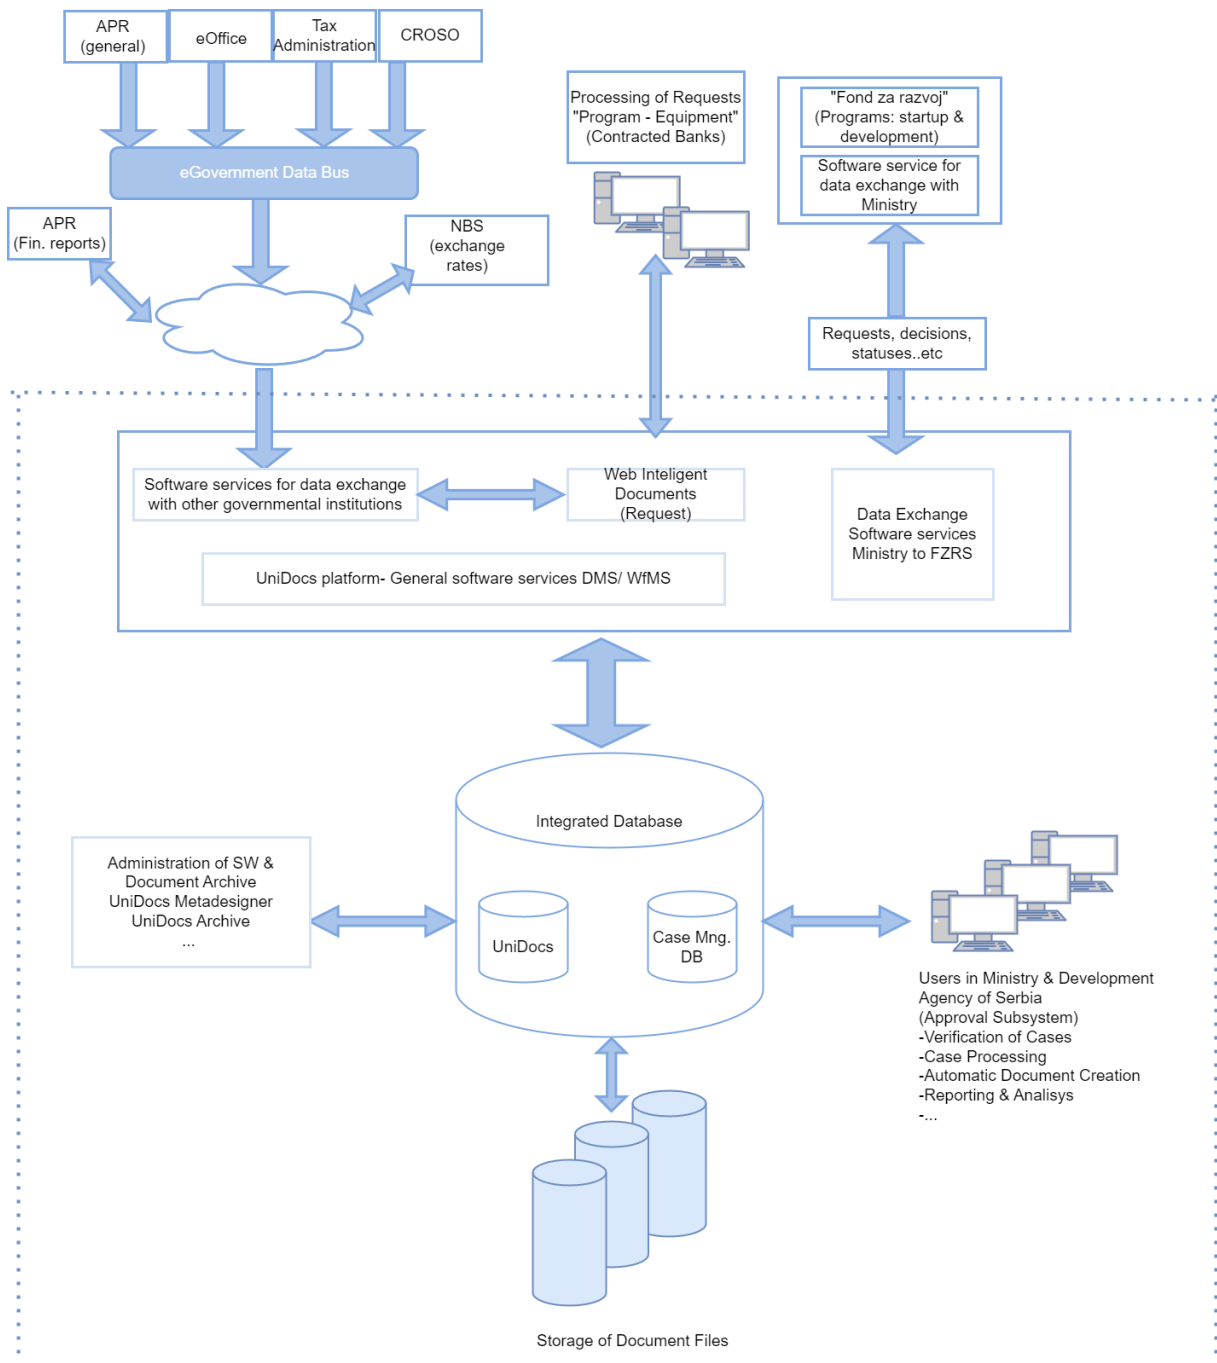 APR
(general)
eOffice
Tax
Administration
CROSO
eGovernment Data Bus
APR
(Fin. reports)
NBS
(exchange
rates)
Processing of Requests
"Program - Equipment"
(Contracted Banks)
"Fond za razvoj"
(Programs: startup &
development)
Software service for
data exchange with
Ministry
Requests, decisions,
statuses..etc
Software services for data exchange
with other governmental institutions
Web Inteligent
Documents
(Request)
Data Exchange
Software services
Ministry to FZRS
UniDocs platform- General software services DMS/ WfMS
Integrated Database
UniDocs
Case Mng.
DB
Administration of SW &
Document Archive
UniDocs Metadesigner
UniDocs Archive
...
Users in Ministry & Development
Agency of Serbia
(Approval Subsystem)
-Verification of Cases
-Case Processing
-Automatic Document Creation
-Reporting & Analisys
-...
Storage of Document Files